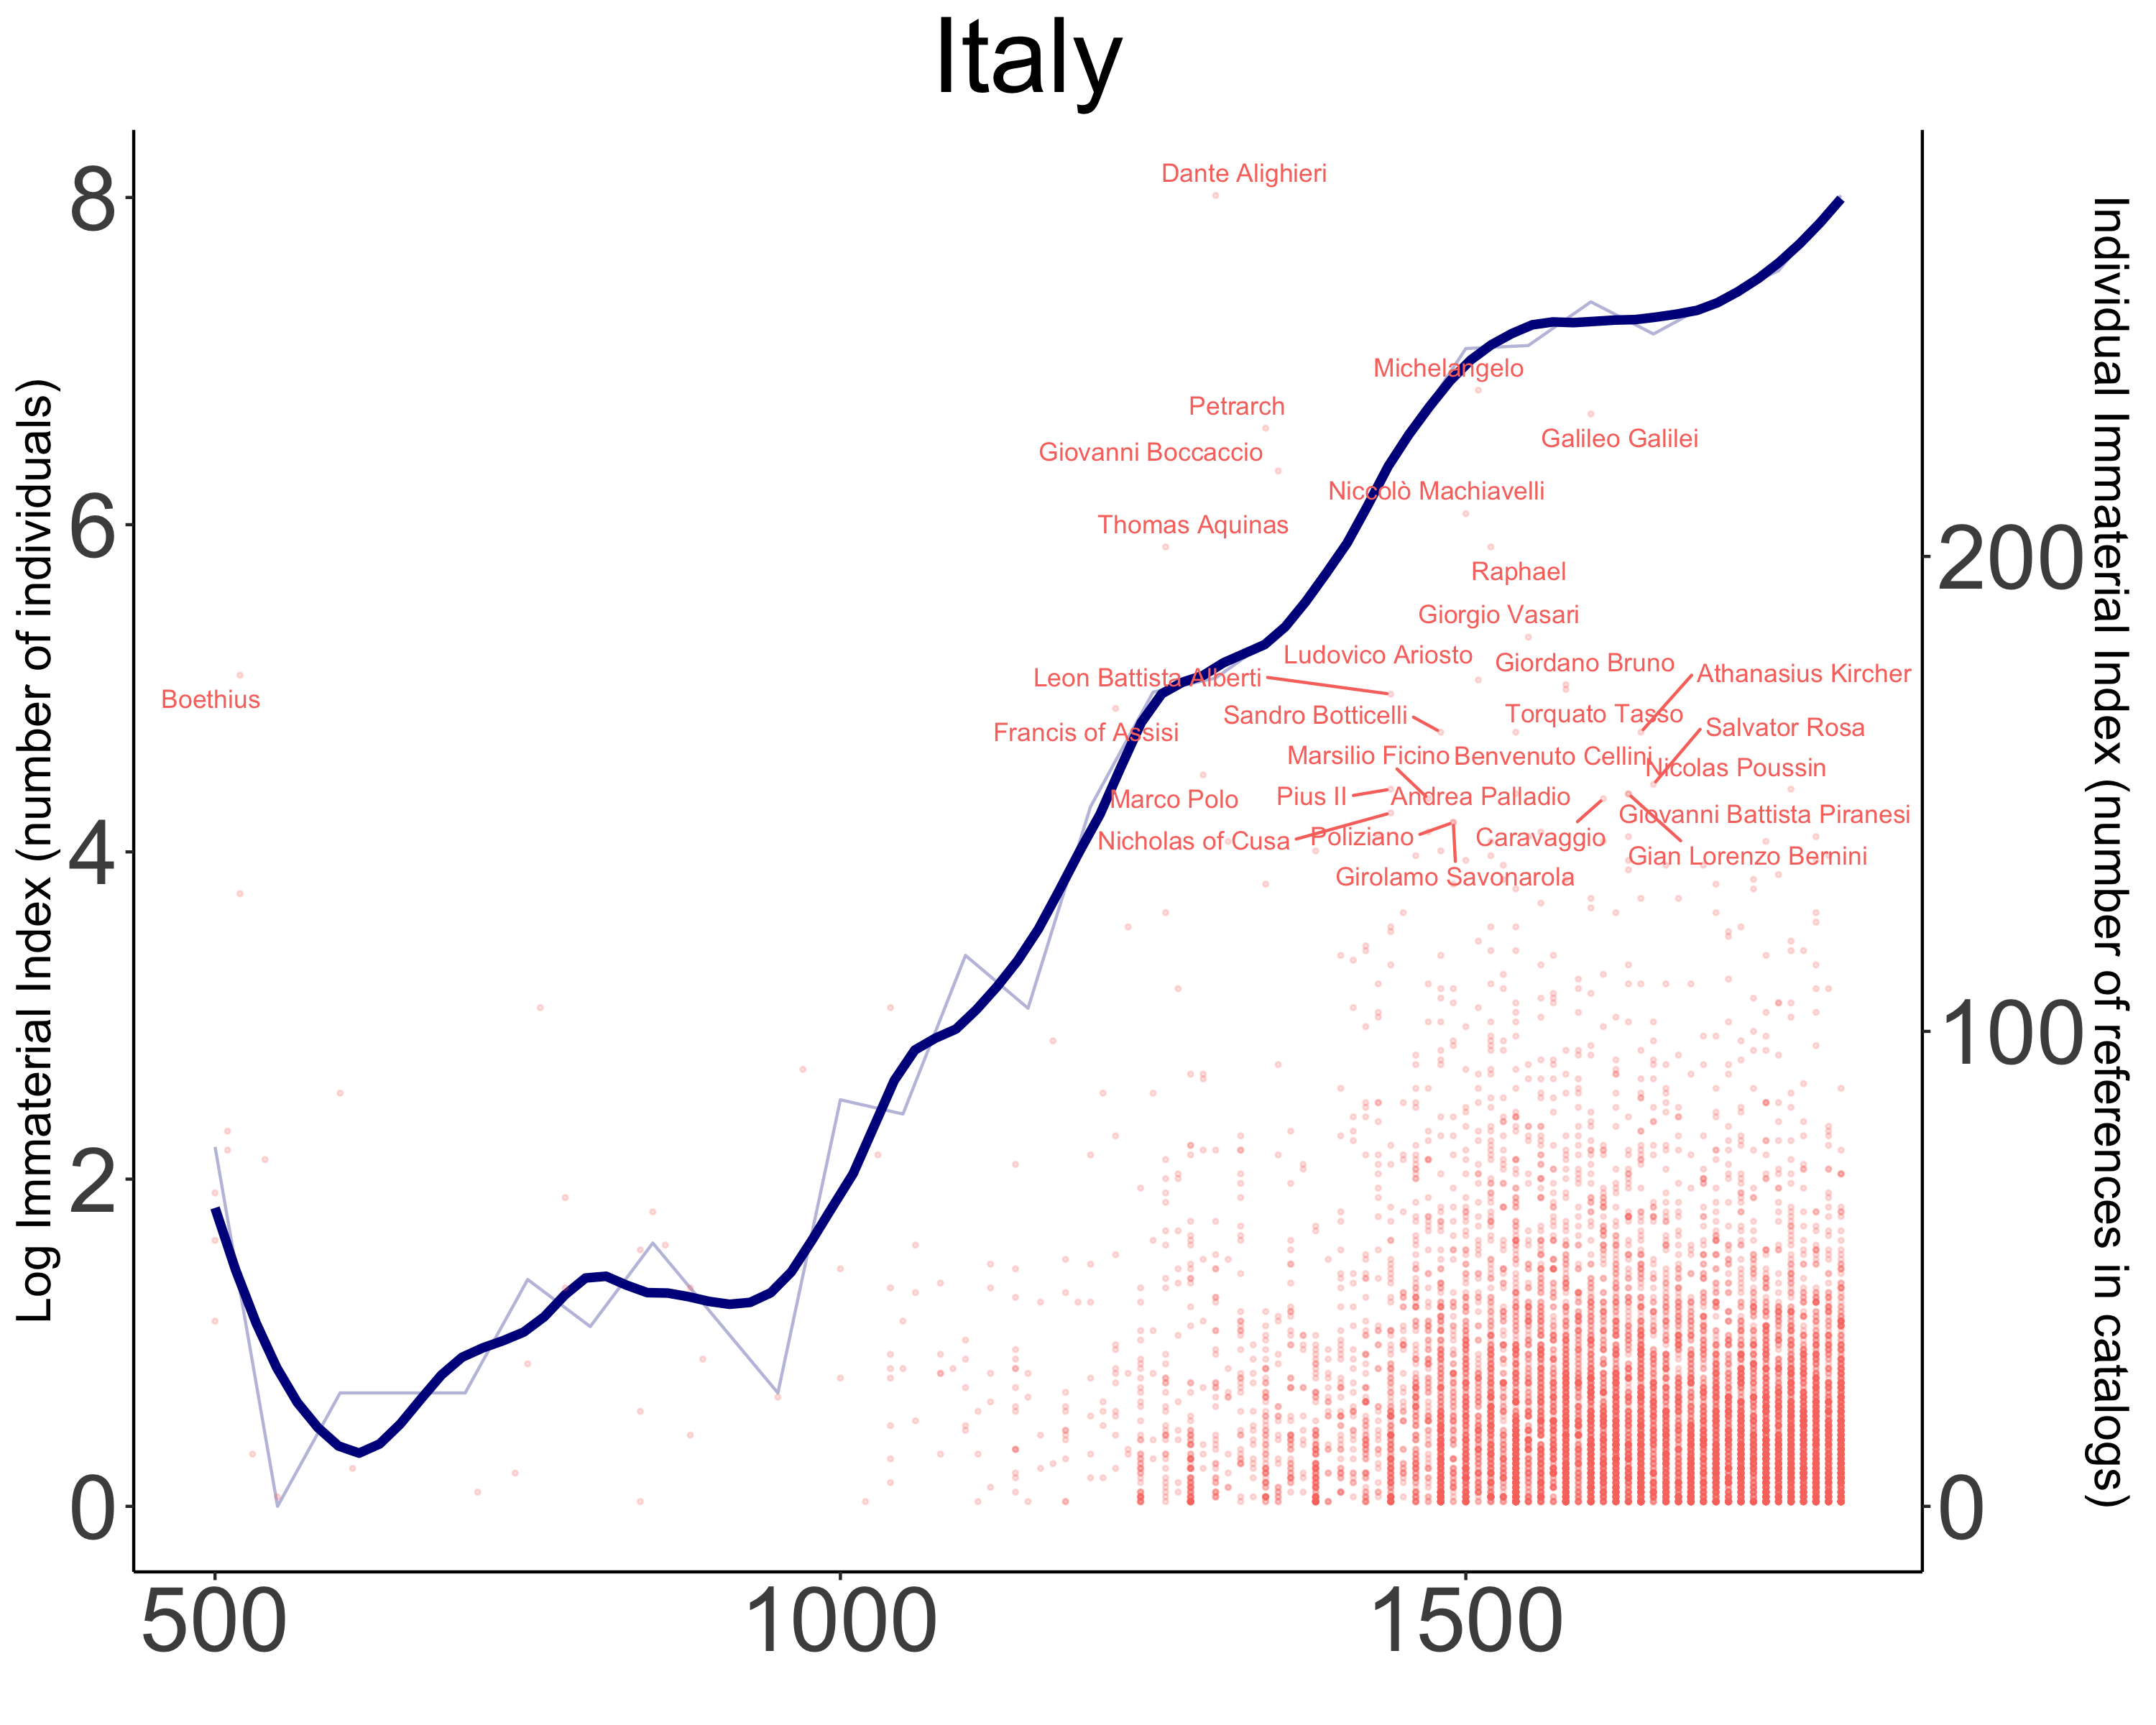 Italy
Log Immaterial Index (number of individuals)
8
6
4
2
0
Individual Immaterial Index (number of references in catalogs)
200
100
0
500
1000
1500
Dante Alighieri
Michelangelo
Petrarch
Galileo Galilei
Giovanni Boccaccio
Niccolò Machiavelli
Thomas Aquinas
Raphael
Giorgio Vasari
Ludovico Ariosto
Giordano Bruno
Athanasius Kircher
Leon Battista Alberti
Boethius
Sandro Botticelli
Torquato Tasso
Salvator Rosa
Francis of Assisi
Marsilio Ficino
Benvenuto Cellini
Nicolas Poussin
Marco Polo
Pius II
Andrea Palladio
Giovanni Battista Piranesi
Nicholas of Cusa
Poliziano
Caravaggio
Gian Lorenzo Bernini
Girolamo Savonarola